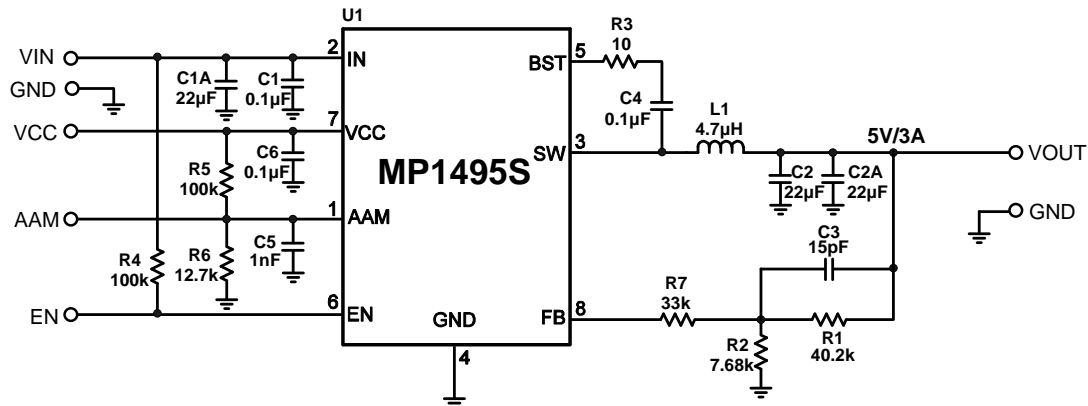 U1
VIN
GND
VCC
AAM
EN
C1A
22µF
C1
0.1µF
R5
100k
C6
0.1µF
R4
100k
R6
12.7k
C5
1nF
2
IN
7
VCC
1
AAM
6
EN
MP1495S
GND
4
BST
5
SW
3
FB
8
R3
10
C4
0.1µF
L1
4.7µH
5V/3A
VOUT
C2
22µF
C2A
22µF
GND
C3
15pF
R7
33k
R2
7.68k
R1
40.2k